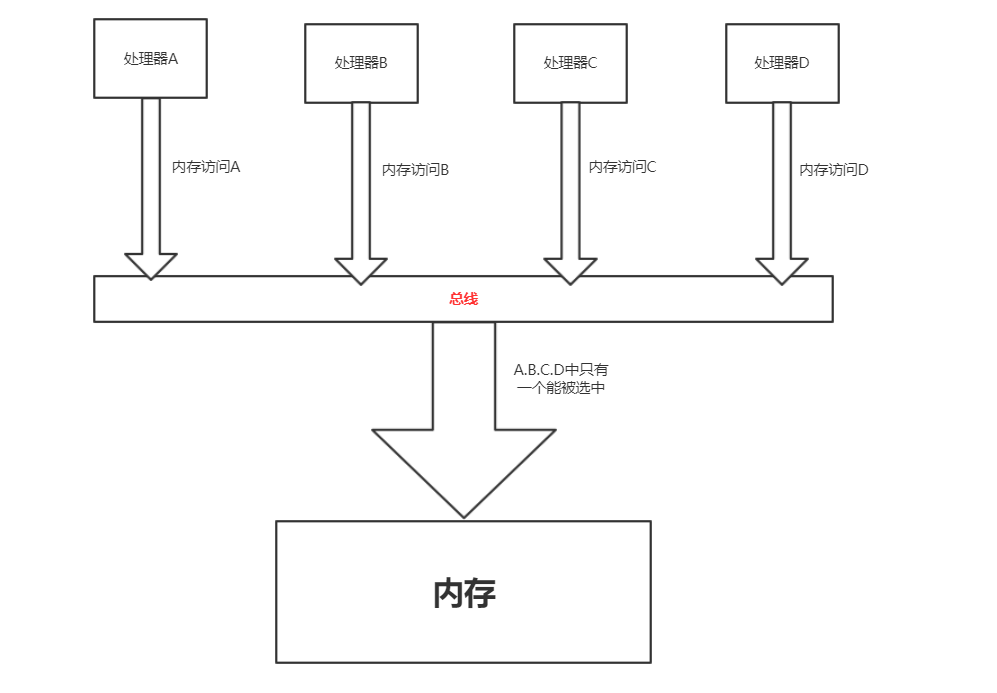 处理器A
处理器B
处理器C
处理器D
内存访问A
内存访问B
内存访问C
内存访问D
总线
A.B.C.D中只有
一个能被选中
内存